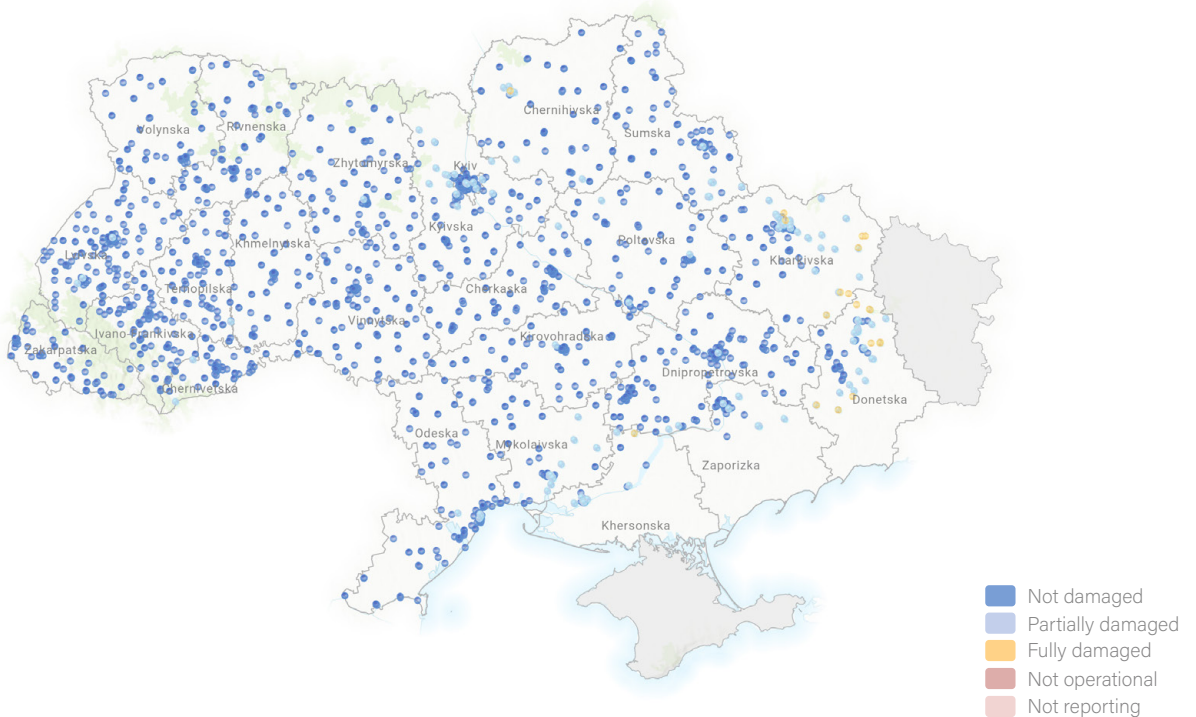 Chernihivska
Volynska
Rivnenska
Sumska
Zhytomyrska
Kyiv
Kyivska
Khmelnytska
Poltavska
Lvivska
Kharkivska
Ternopilska
Cherkaska
Vinnytska
Ivano-Frankivska
Kirovohradska
Zakarpatska
Dnipropetrovska
Chernivetska
Donetska
Odeska
Mykolaivska
Zaporizka
Khersonska
Not damaged
Partially damaged
Fully damaged
Not operational
Not reporting